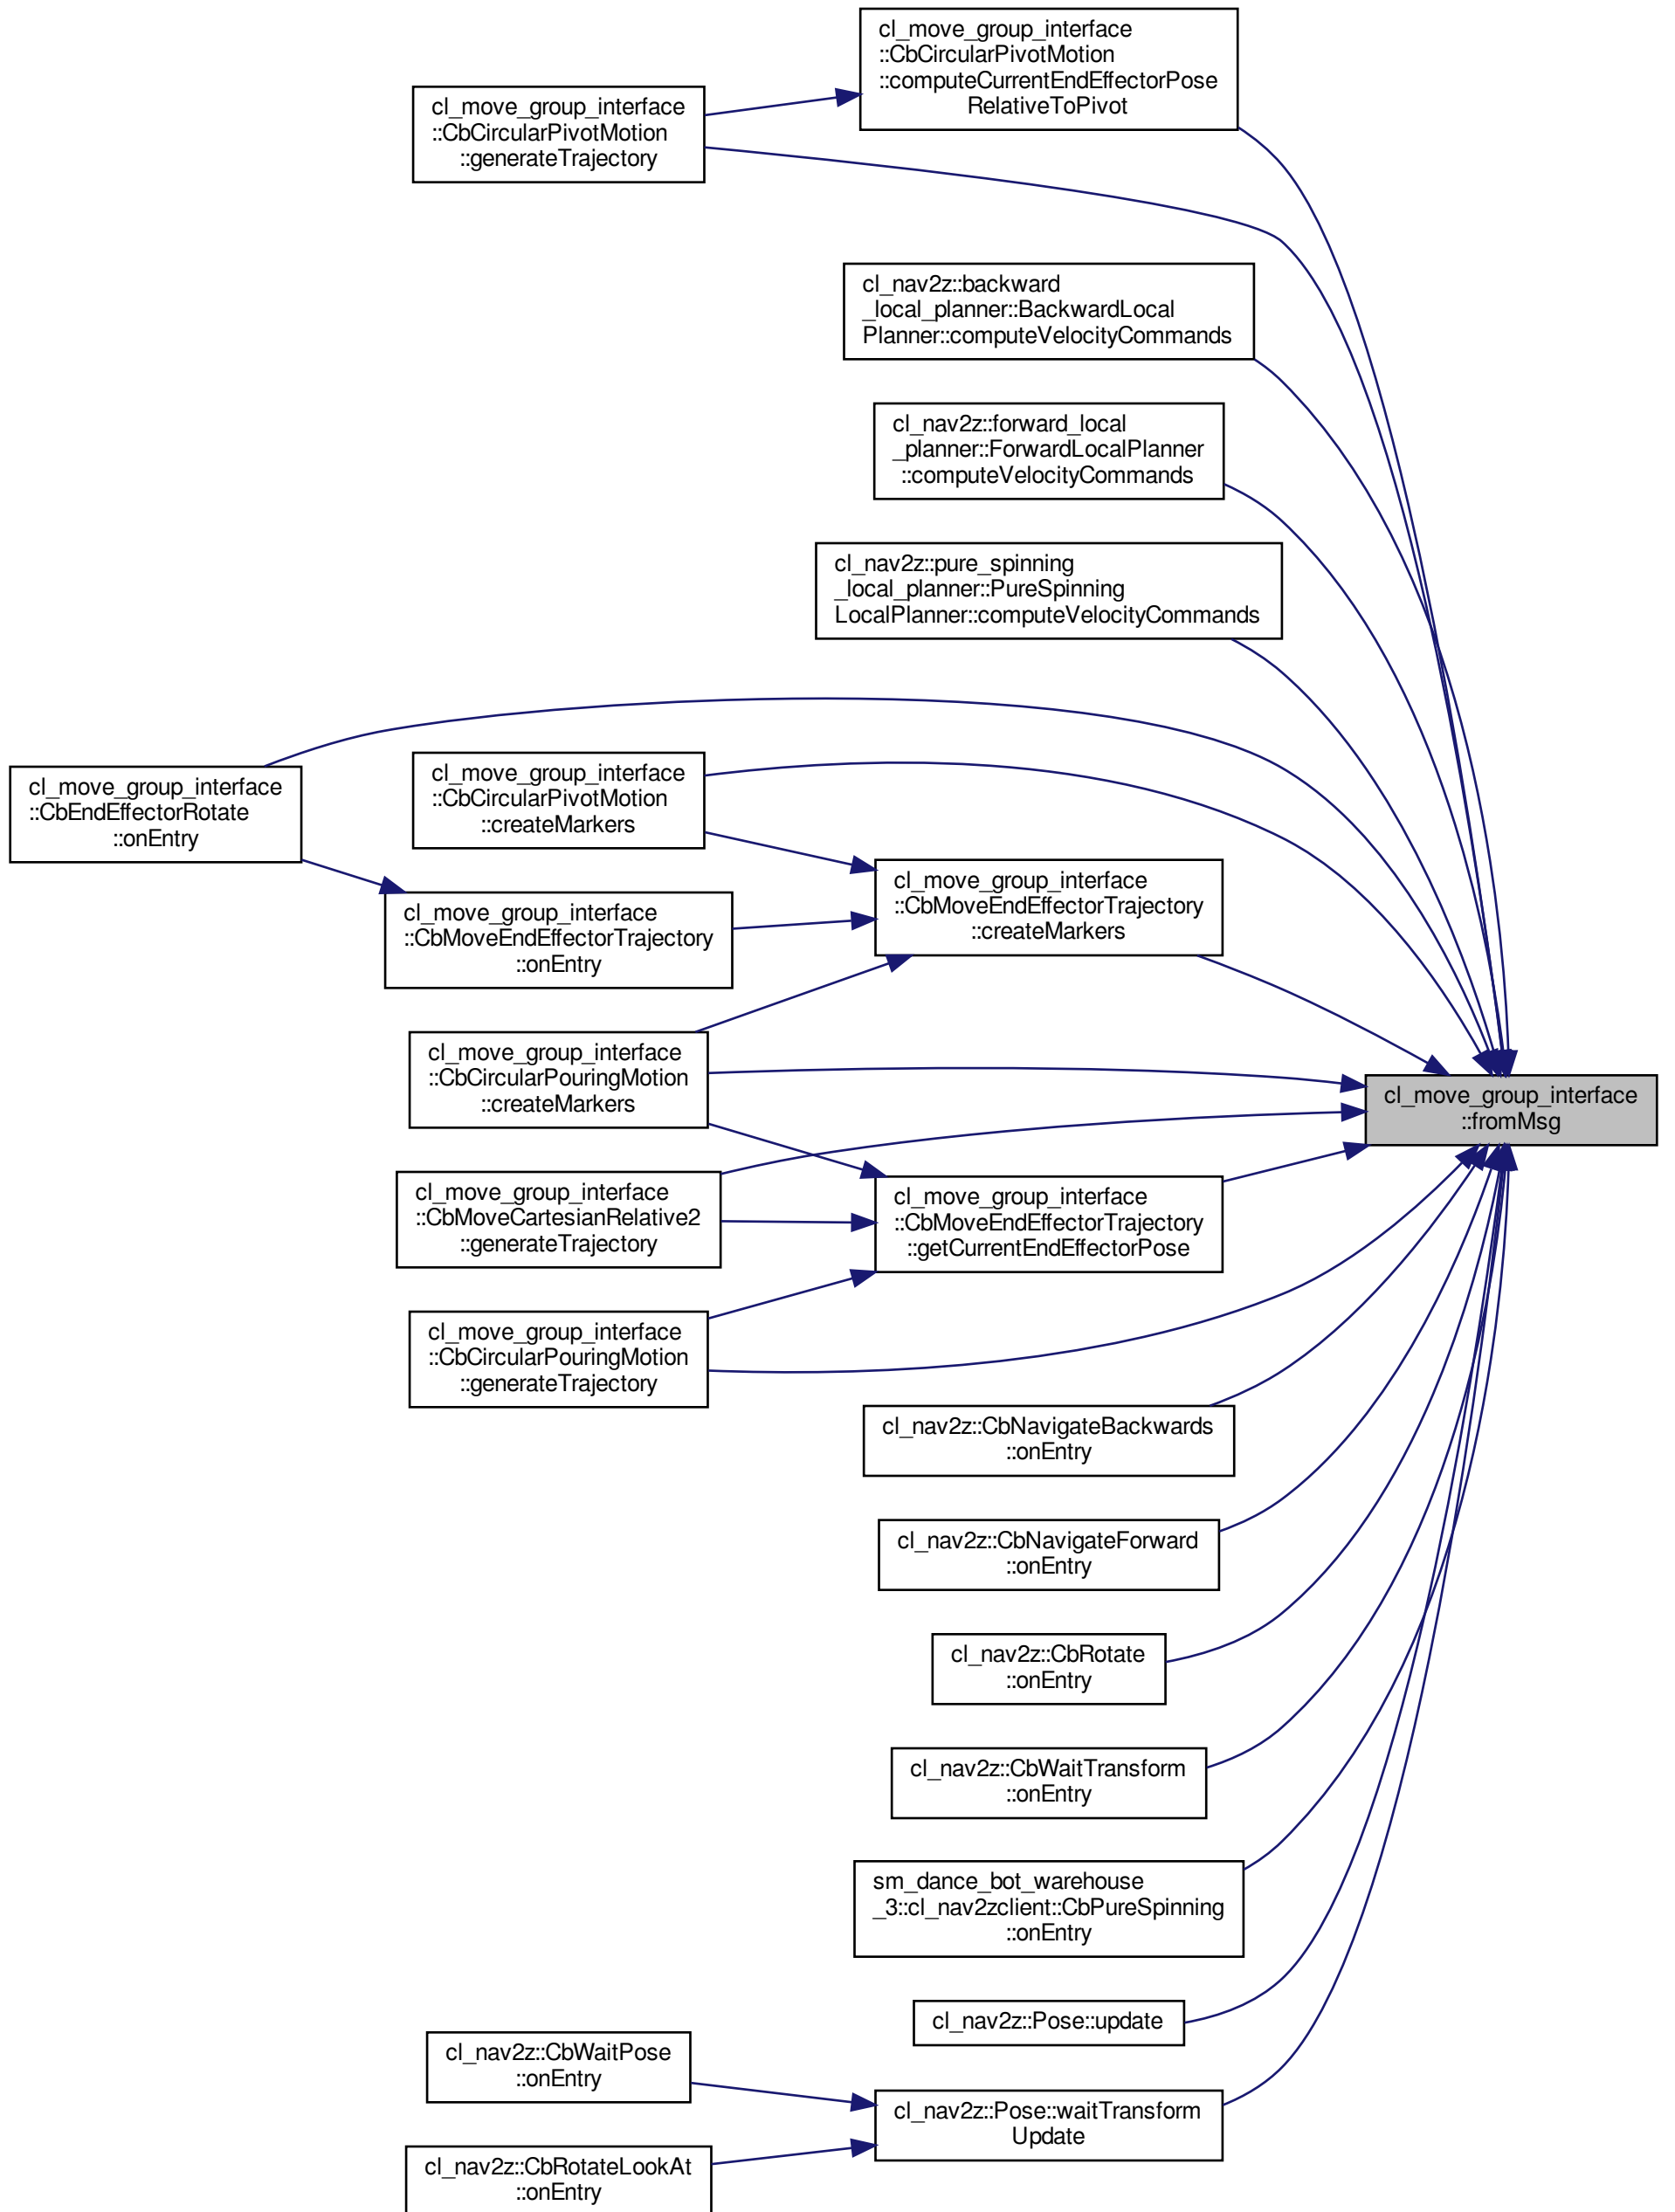 cl_move_group_interface
::CbCircularPivotMotion
::computeCurrentEndEffectorPose
RelativeToPivot
cl_move_group_interface
::CbCircularPivotMotion
::generateTrajectory
cl_nav2z::backward
_local_planner::BackwardLocal
Planner::computeVelocityCommands
cl_nav2z::forward_local
_planner::ForwardLocalPlanner
::computeVelocityCommands
cl_nav2z::pure_spinning
_local_planner::PureSpinning
LocalPlanner::computeVelocityCommands
cl_move_group_interface
::CbEndEffectorRotate
::onEntry
cl_move_group_interface
::CbCircularPivotMotion
::createMarkers
cl_move_group_interface
::CbMoveEndEffectorTrajectory
::createMarkers
cl_move_group_interface
::CbMoveEndEffectorTrajectory
::onEntry
cl_move_group_interface
::CbCircularPouringMotion
::createMarkers
cl_move_group_interface
::fromMsg
cl_move_group_interface
::CbMoveCartesianRelative2
::generateTrajectory
cl_move_group_interface
::CbMoveEndEffectorTrajectory
::getCurrentEndEffectorPose
cl_move_group_interface
::CbCircularPouringMotion
::generateTrajectory
cl_nav2z::CbNavigateBackwards
::onEntry
cl_nav2z::CbNavigateForward
::onEntry
cl_nav2z::CbRotate
::onEntry
cl_nav2z::CbWaitTransform
::onEntry
sm_dance_bot_warehouse
_3::cl_nav2zclient::CbPureSpinning
::onEntry
cl_nav2z::Pose::update
cl_nav2z::CbWaitPose
::onEntry
cl_nav2z::Pose::waitTransform
Update
cl_nav2z::CbRotateLookAt
::onEntry